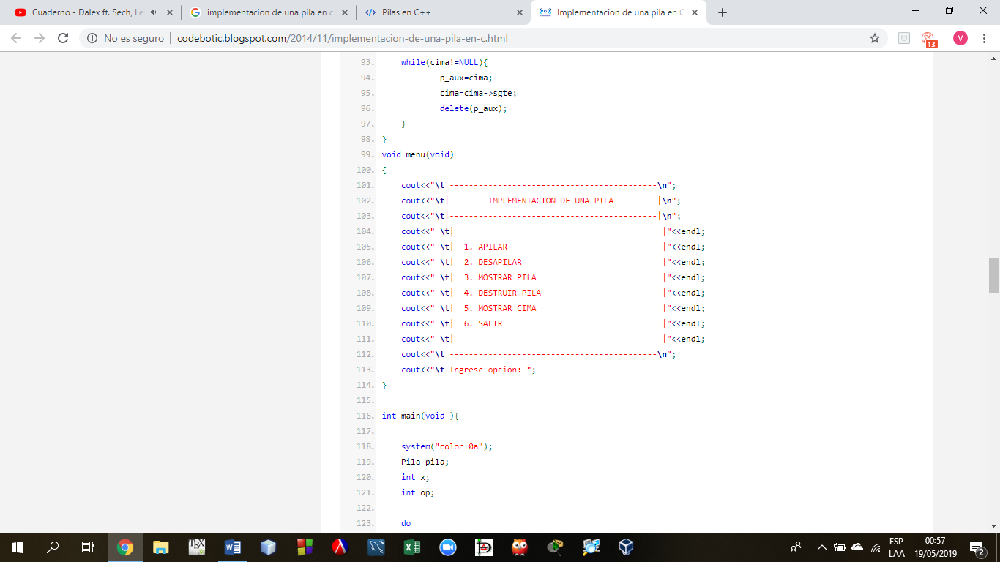 Cuaderno - Dalex ft. Sech, Le
implementacion de una pila en c
Pilas en C++
Implementacion de una pila en C
No es seguro | codebotic.blogspot.com/2014/11/implementacion-de-una-pila-en-c.html
13
V
93. while(cima!=NULL){
94. p_aux=cima;
95. cima=cima->sgte;
96. delete(p_aux);
97. }
98. }
99. void menu(void)
100. {
101. cout<<"\t -------------------------------------------\n";
102. cout<<"\t|        IMPLEMENTACION DE UNA PILA         |\n";
103. cout<<"\t|-------------------------------------------|\n";
104. cout<<" \t|                                           |"<<endl;
105. cout<<" \t|  1. APILAR                                |"<<endl;
106. cout<<" \t|  2. DESAPILAR                             |"<<endl;
107. cout<<" \t|  3. MOSTRAR PILA                          |"<<endl;
108. cout<<" \t|  4. DESTRUIR PILA                         |"<<endl;
109. cout<<" \t|  5. MOSTRAR CIMA                          |"<<endl;
110. cout<<" \t|  6. SALIR                                 |"<<endl;
111. cout<<" \t|                                           |"<<endl;
112. cout<<"\t -------------------------------------------\n";
113. cout<<"\t Ingrese opcion: ";
114. }
115.
116. int main(void ){
117.
118. system("color 0a");
119. Pila pila;
120. int x;
121. int op;
122.
123. do
TEX
ESP
LAA
00:57
19/05/2019
2